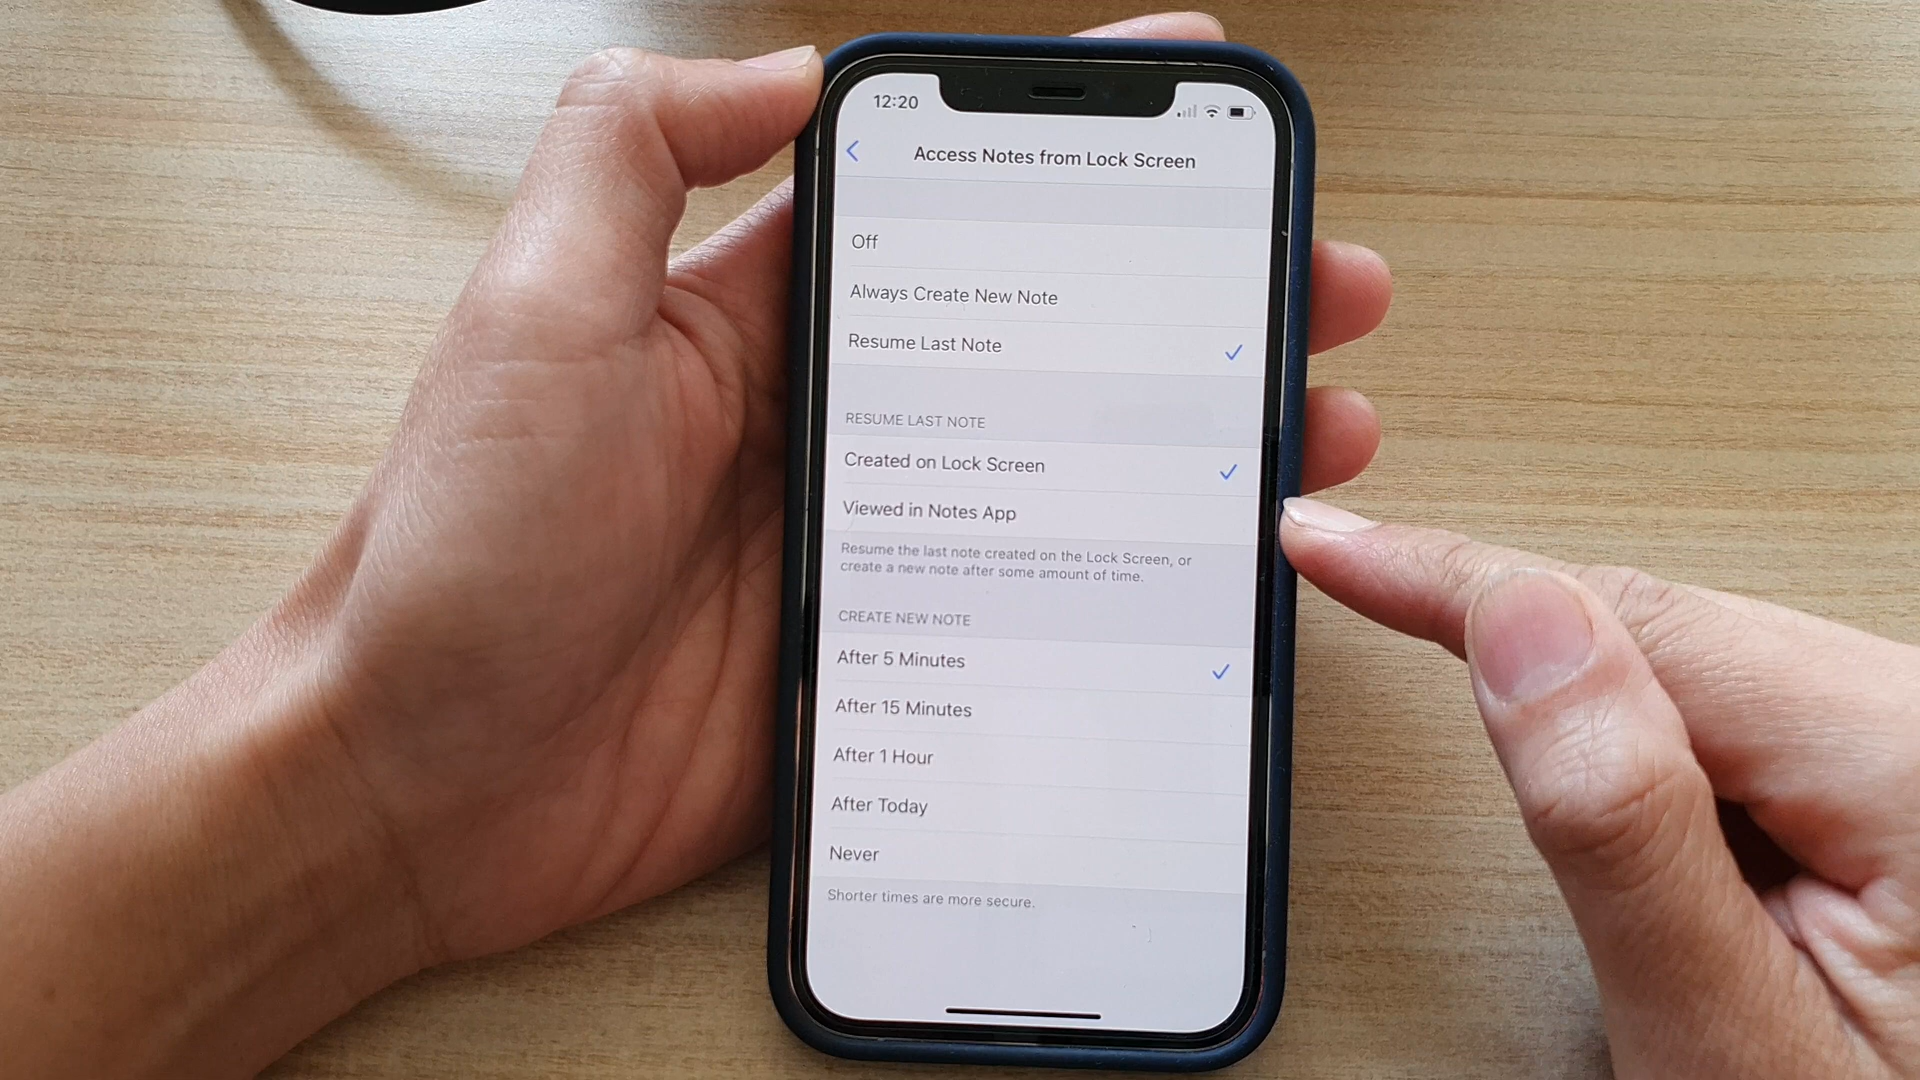 12:20
Access Notes from Lock Screen
Off
Always Create New Note
Resume Last Note
RESUME LAST NOTE
Created on Lock Screen
Viewed in Notes App
Resume the last note created on the Lock Screen, or
create a new note after some amount of time.
CREATE NEW NOTE
After 5 Minutes
After 15 Minutes
After 1 Hour
After Today
Never
Shorter times are more secure.